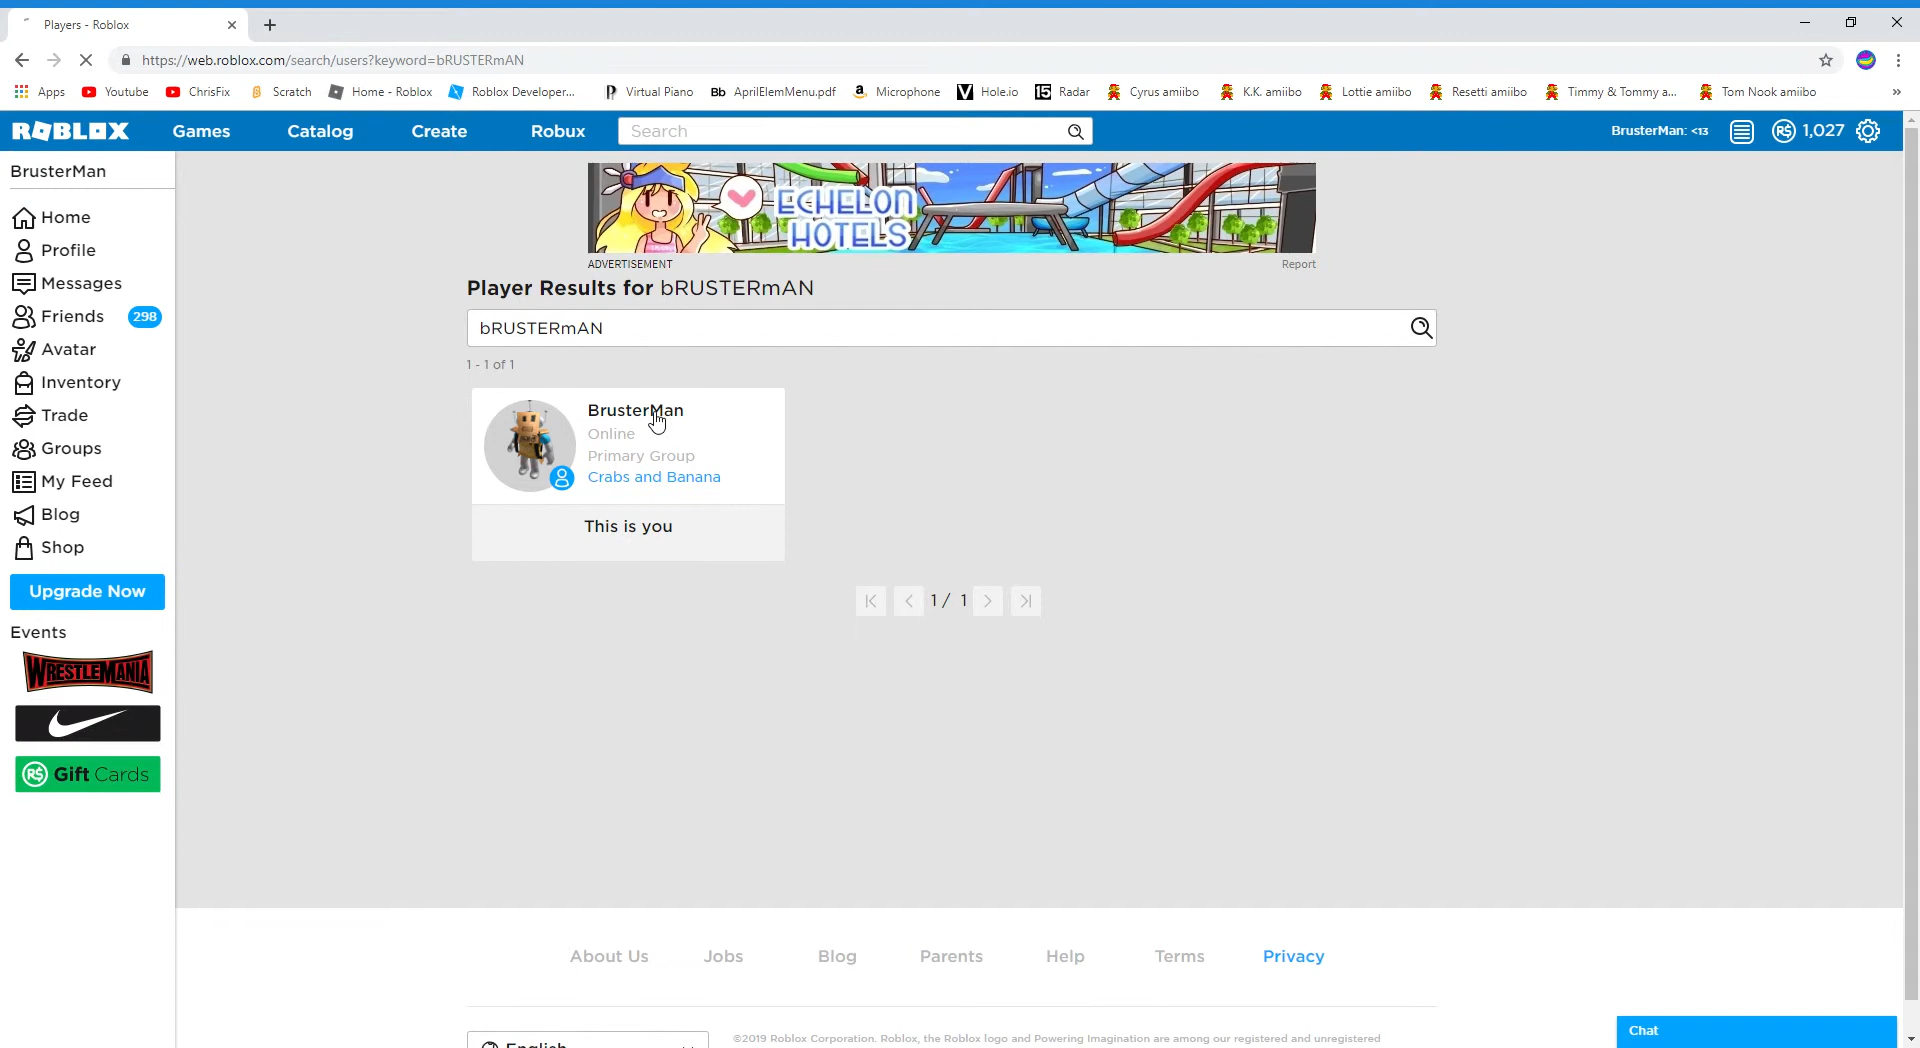 Players - Roblox
https://web.roblox.com/search/users?keyword=bRUSTERmAN
Apps Youtube ChrisFix Scratch Home - Roblox Roblox Developer... Virtual Piano Bb AprilElemMenu.pdf Microphone Hole.io 15 Radar Cyrus amiibo K.K. amiibo Lottie amiibo Resetti amiibo Timmy & Tommy a... Tom Nook amiibo »
ROBLOX Games Catalog Create Robux Search BrusterMan: <13 R$ 1,027
BrusterMan
Home
Profile
Messages
Friends 298
Avatar
Inventory
Trade
Groups
My Feed
Blog
Shop
Upgrade Now
Events
WRESTLEMANIA
R$ Gift Cards
ECHELON
HOTELS
ADVERTISEMENT Report
Player Results for bRUSTERmAN
bRUSTERmAN
1 - 1 of 1
BrusterMan
Online
Primary Group
Crabs and Banana
This is you
1 / 1
About Us Jobs Blog Parents Help Terms Privacy
English
©2019 Roblox Corporation. Roblox, the Roblox logo and Powering Imagination are among our registered and unregistered
Chat